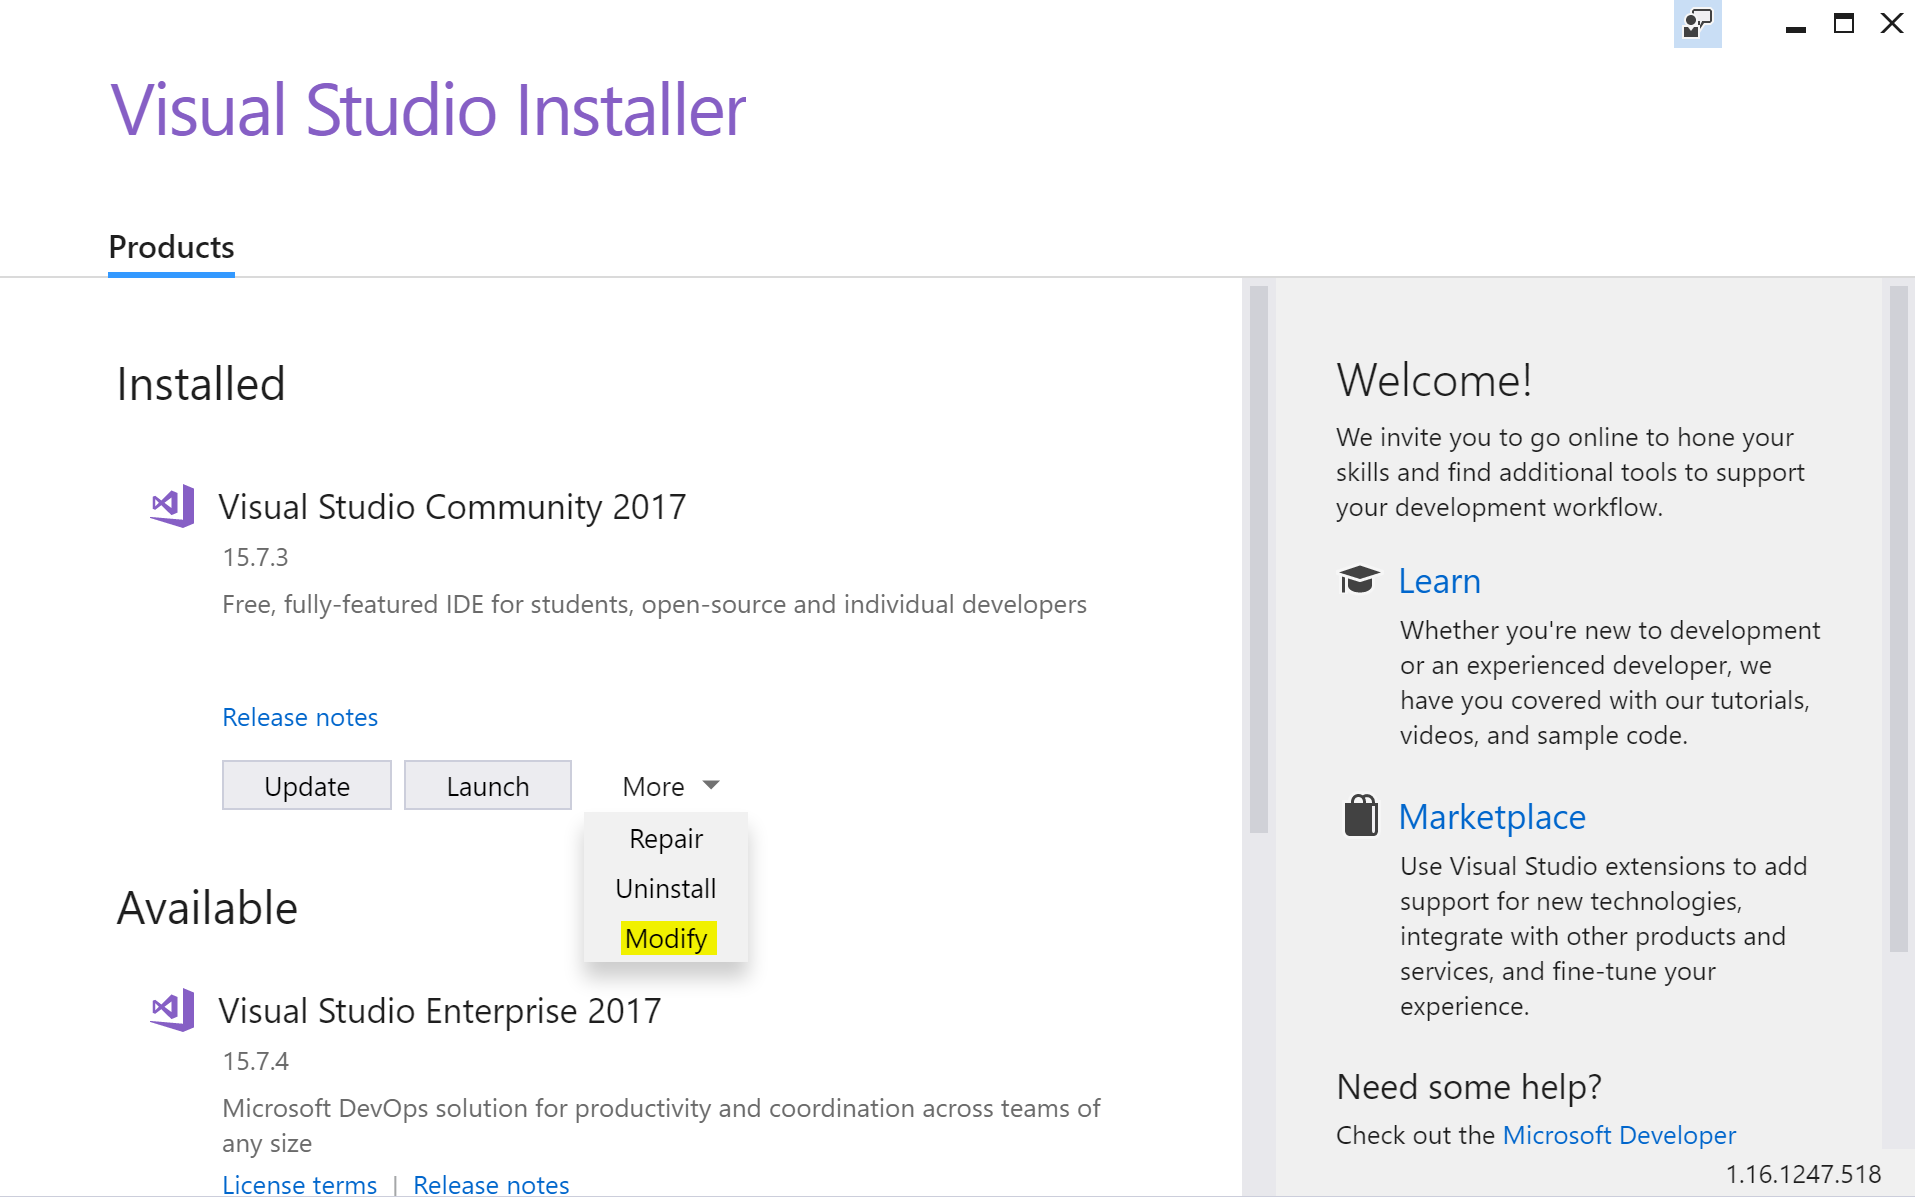 Visual Studio Installer
Products
Installed
Visual Studio Community 2017
15.7.3
Free, fully-featured IDE for students, open-source and individual developers
Release notes
Update
Launch
More
Repair
Uninstall
Modify
Available
Visual Studio Enterprise 2017
15.7.4
Microsoft DevOps solution for productivity and coordination across teams of
any size
License terms | Release notes
Welcome!
We invite you to go online to hone your
skills and find additional tools to support
your development workflow.
Learn
Whether you're new to development
or an experienced developer, we
have you covered with our tutorials,
videos, and sample code.
Marketplace
Use Visual Studio extensions to add
support for new technologies,
integrate with other products and
services, and fine-tune your
experience.
Need some help?
Check out the Microsoft Developer
1.16.1247.518